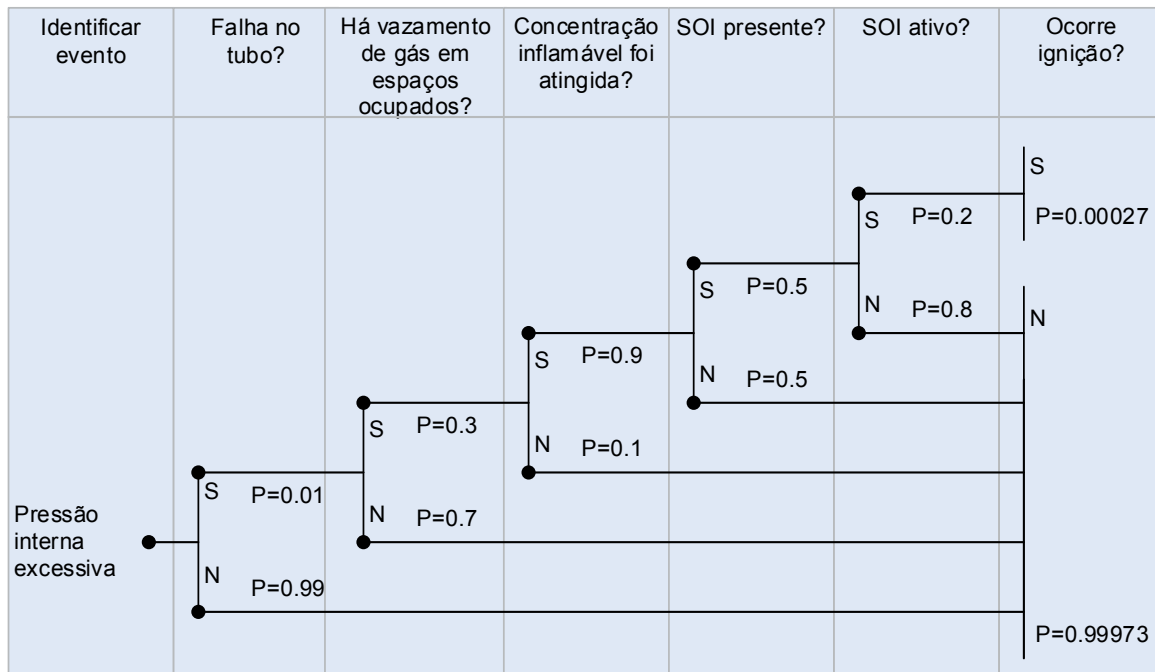 Identificar
evento
Falha no
tubo?
Há vazamento
de gás em
espaços
ocupados?
Concentração
inflamável foi
atingida?
SOI presente?
SOI ativo?
Ocorre
ignição?
S
P=0.2
S
P=0.00027
S
P=0.5
N
P=0.8
N
S
P=0.9
N
P=0.5
S
P=0.3
N
P=0.1
S
P=0.01
N
P=0.7
Pressão
interna
excessiva
N
P=0.99
P=0.99973